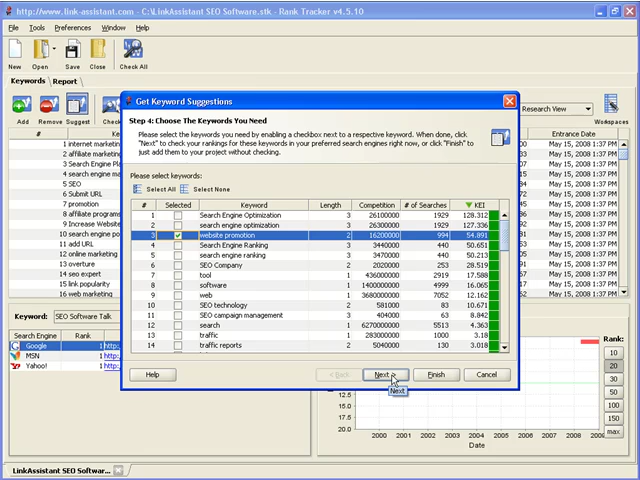 http://www.link-assistant.com - C:\LinkAssistant SEO Software.stk - Rank Tracker v4.5.10
File Tools Preferences Window Help
New Open Save Close Check All
Keywords Report
Add Remove Suggest Check Research View Workspaces
# Entrance Date
1 internet marketing May 15, 2008 1:37 PM
2 affiliate marketing May 15, 2008 1:37 PM
3 Search Engine Pl May 15, 2008 1:37 PM
4 search engine ma May 15, 2008 1:37 PM
5 SEO May 15, 2008 1:37 PM
6 Submit URL May 15, 2008 1:37 PM
7 promotion May 15, 2008 1:37 PM
8 affiliate programs May 15, 2008 1:37 PM
9 Increase Website May 15, 2008 1:37 PM
10 search engine po May 15, 2008 1:37 PM
11 add URL May 15, 2008 1:37 PM
12 online marketing May 15, 2008 1:37 PM
13 overture May 15, 2008 1:37 PM
14 seo expert May 15, 2008 1:37 PM
15 link popularity May 15, 2008 1:37 PM
16 web marketing May 15, 2008 1:37 PM
Get Keyword Suggestions
Step 4: Choose The Keywords You Need
Please select the keywords you need by enabling a checkbox next to a respective keyword. When done, click
"Next" to check your rankings for these keywords in your preferred search engines right now, or click "Finish" to
just add them to your project without checking.
Please select keywords:
Select All Select None
# Selected Keyword Length Competition # of Searches KEI
1 Search Engine Optimization 3 26100000 1929 128.312
2 search engine optimization 3 26300000 1929 127.336
3 website promotion 2 16200000 994 54.891
4 Search Engine Ranking 3 3440000 440 50.651
5 search engine ranking 3 3470000 440 50.213
6 SEO Company 2 2020000 253 28.519
7 tool 1 436000000 2919 17.588
8 software 1 1400000000 4999 16.065
9 web 1 3680000000 7052 12.162
10 SEO technology 2 581000 83 10.671
11 SEO campaign management 3 404000 63 8.842
12 search 1 6270000000 5513 4.363
13 traffic 1 283000000 1000 3.18
14 traffic reports 2 5040000 130 3.018
Help < Back Next > Finish Cancel
Next
Keyword: SEO Software Talk
Search Engine Rank
Google 1 http:
MSN 1 http:
Yahoo! 1 http:
12.5
15.0
17.5
20.0
2000 2001 2002 2003 2004 2005 2006 2007 2008 200
Date
Rank:
10
20
30
50
100
150
max
LinkAssistant SEO Softwar...